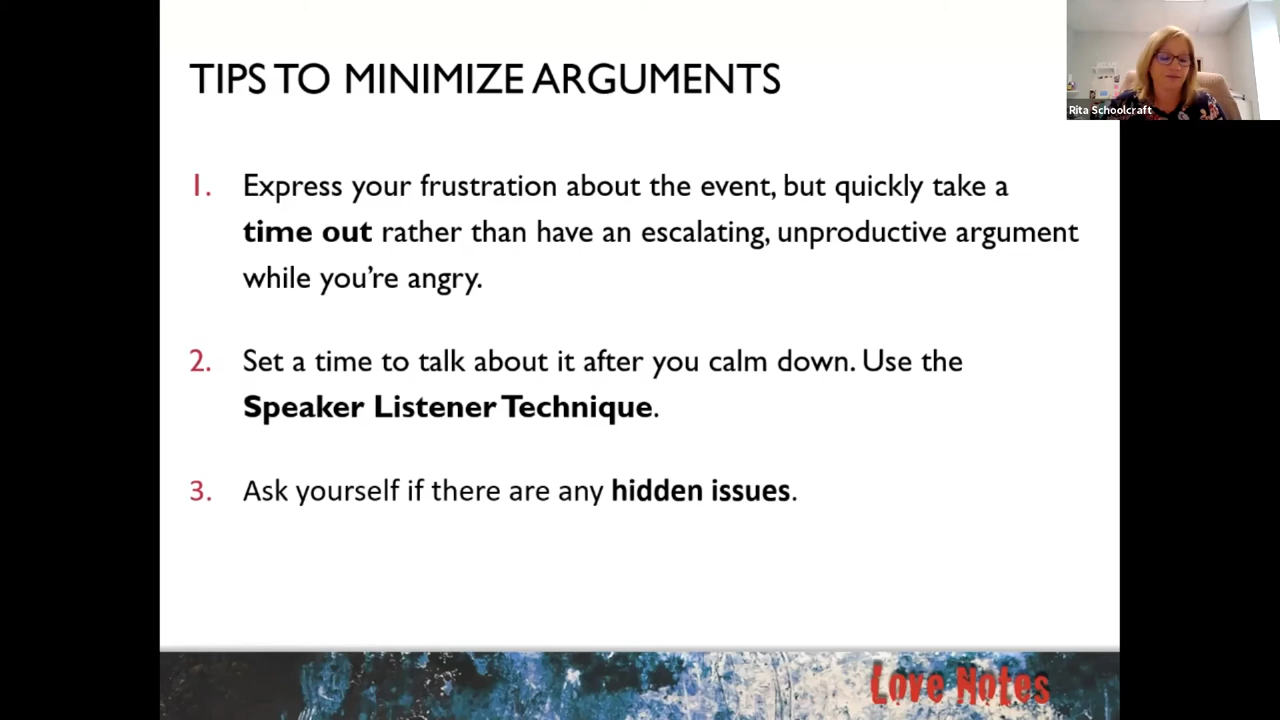 TIPS TO MINIMIZE ARGUMENTS
Rita Schoolcraft
1. Express your frustration about the event, but quickly take a
time out rather than have an escalating, unproductive argument
while you’re angry.
2. Set a time to talk about it after you calm down. Use the
Speaker Listener Technique.
3. Ask yourself if there are any hidden issues.
Love Notes